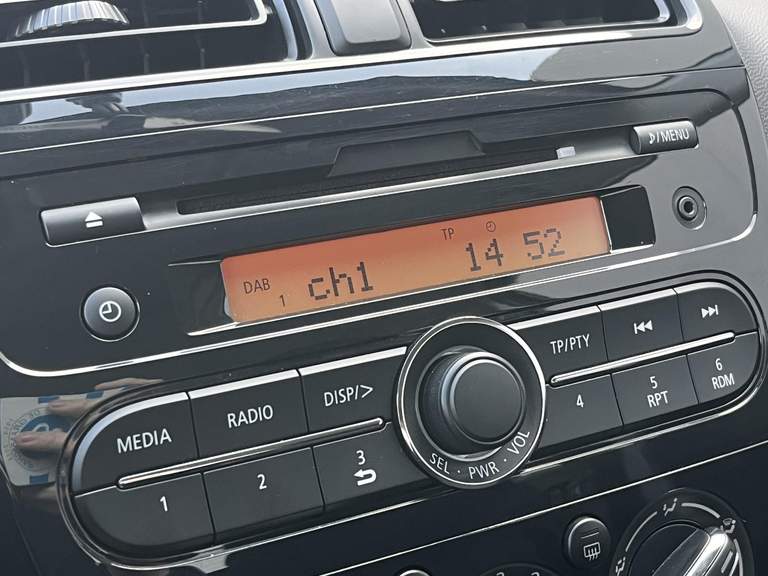 ♪/MENU
DAB 1 ch1 TP 14 52
MEDIA RADIO DISP/> TP/PTY
1 2 3 4 5 RPT 6 RDM
SEL · PWR · VOL